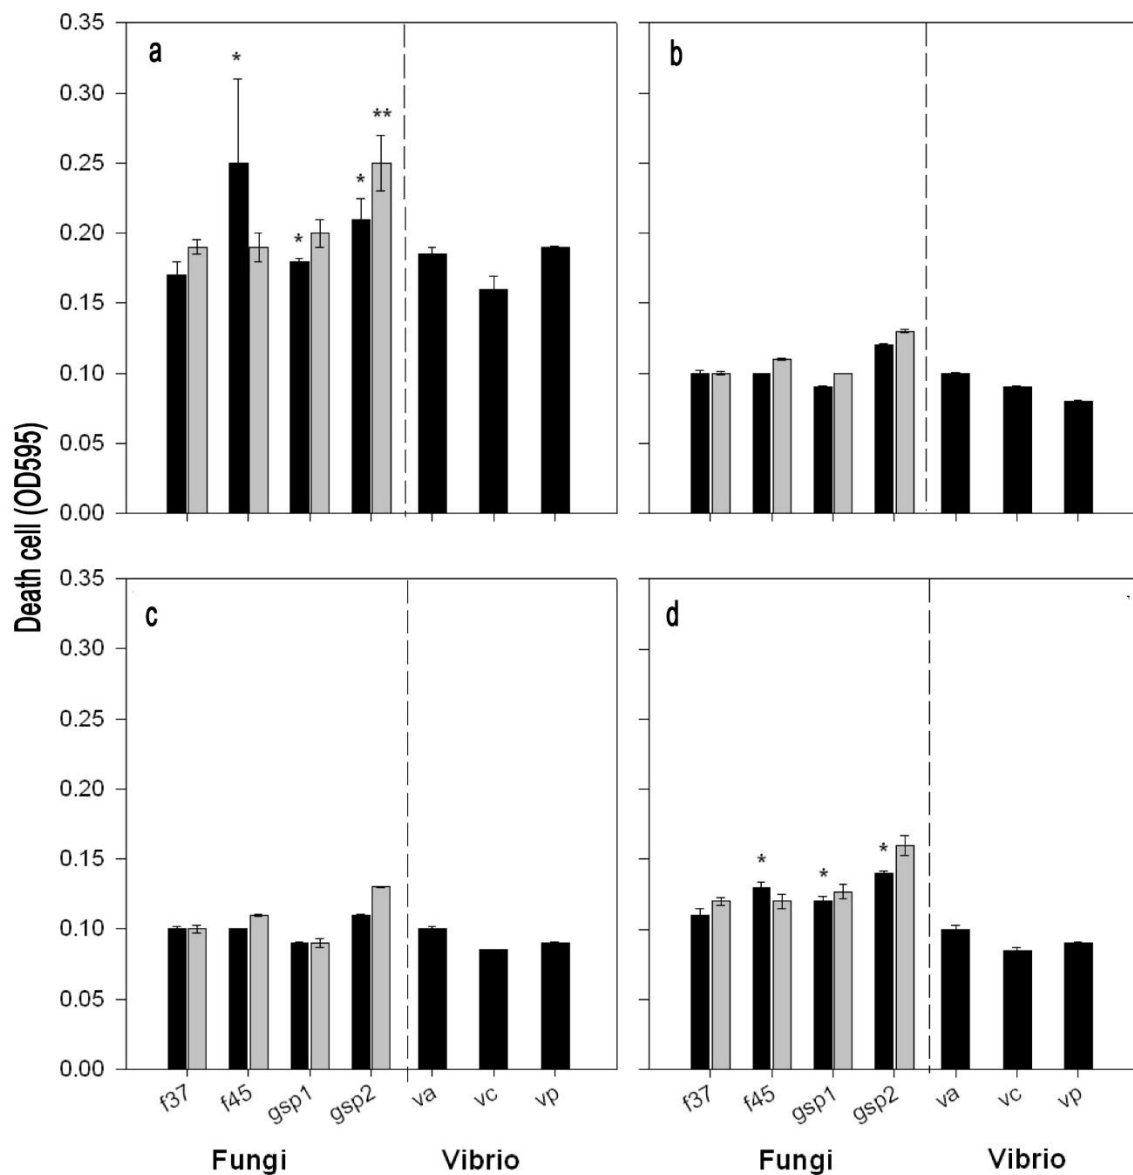 Death cell (OD595)
a
b
0.35
0.30
0.25
0.20
0.15
0.10
0.05
0.00
*
*
*
**
c
d
0.35
0.30
0.25
0.20
0.15
0.10
0.05
0.00
*
*
*
f37 f45 gsp1 gsp2 va vc vp
f37 f45 gsp1 gsp2 va vc vp
Fungi Vibrio
Fungi Vibrio